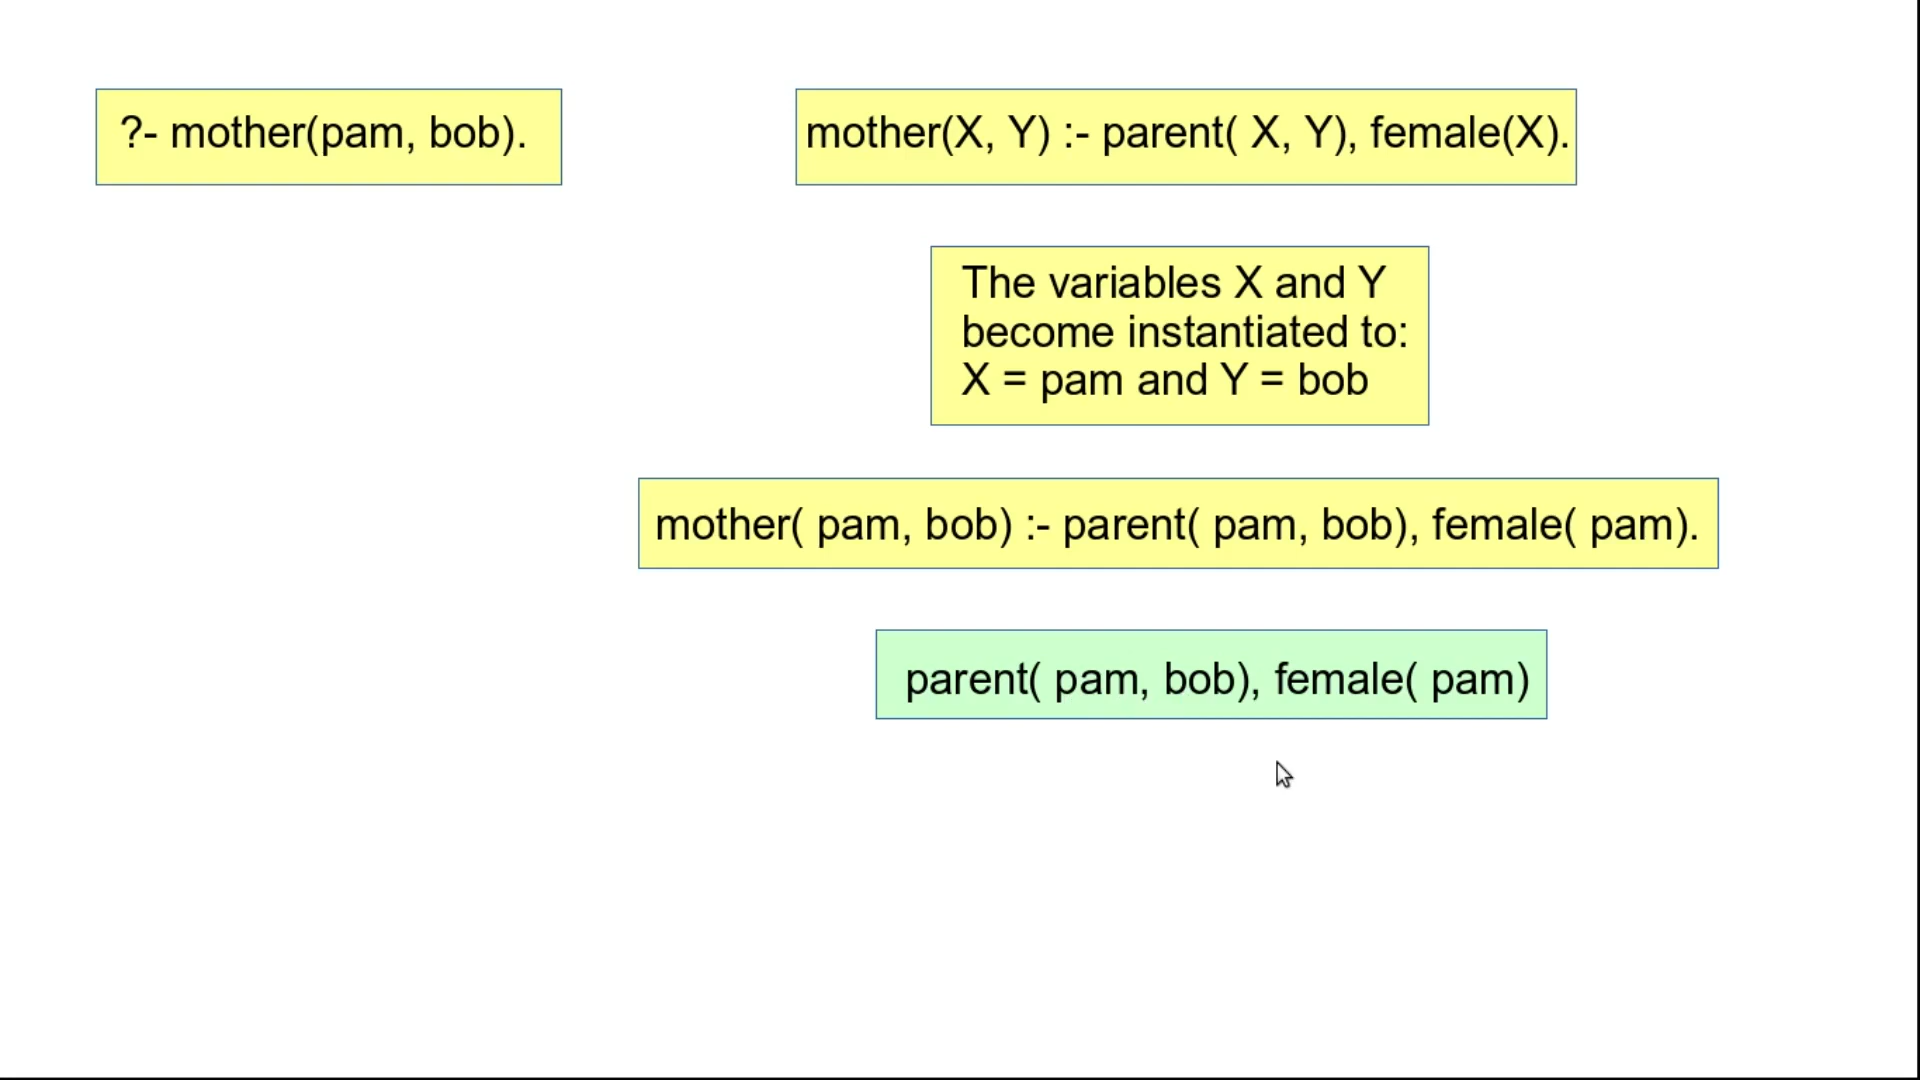 ?- mother(pam, bob).
mother(X, Y) :- parent( X, Y), female(X).
The variables X and Y
become instantiated to:
X = pam and Y = bob
mother( pam, bob) :- parent( pam, bob), female( pam).
parent( pam, bob), female( pam)